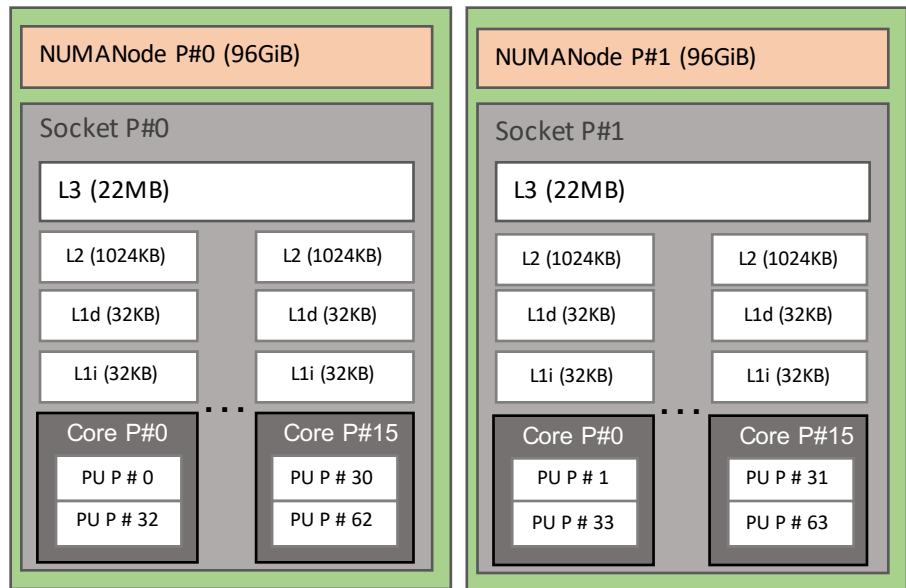 NUMANode P#0 (96GiB)
Socket P#0
L3 (22MB)
L2 (1024KB) L2 (1024KB)
L1d (32KB) L1d (32KB)
L1i (32KB) L1i (32KB)
...
Core P#0 Core P#15
PU P # 0 PU P # 30
PU P # 32 PU P # 62
NUMANode P#1 (96GiB)
Socket P#1
L3 (22MB)
L2 (1024KB) L2 (1024KB)
L1d (32KB) L1d (32KB)
L1i (32KB) L1i (32KB)
...
Core P#0 Core P#15
PU P # 1 PU P # 31
PU P # 33 PU P # 63